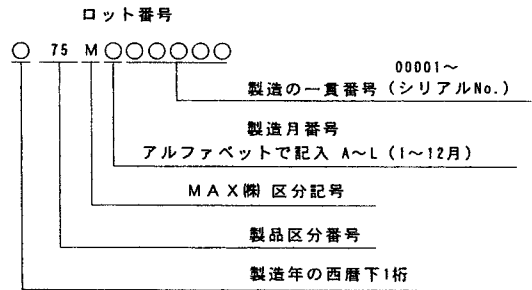 ロット番号
○ 75 M ○○○○○○
00001～
製造の一貫番号（シリアルNo.）
製造月番号
アルファベットで記入 A～L（1～12月）
MAX㈱ 区分記号
製品区分番号
製造年の西暦下1桁